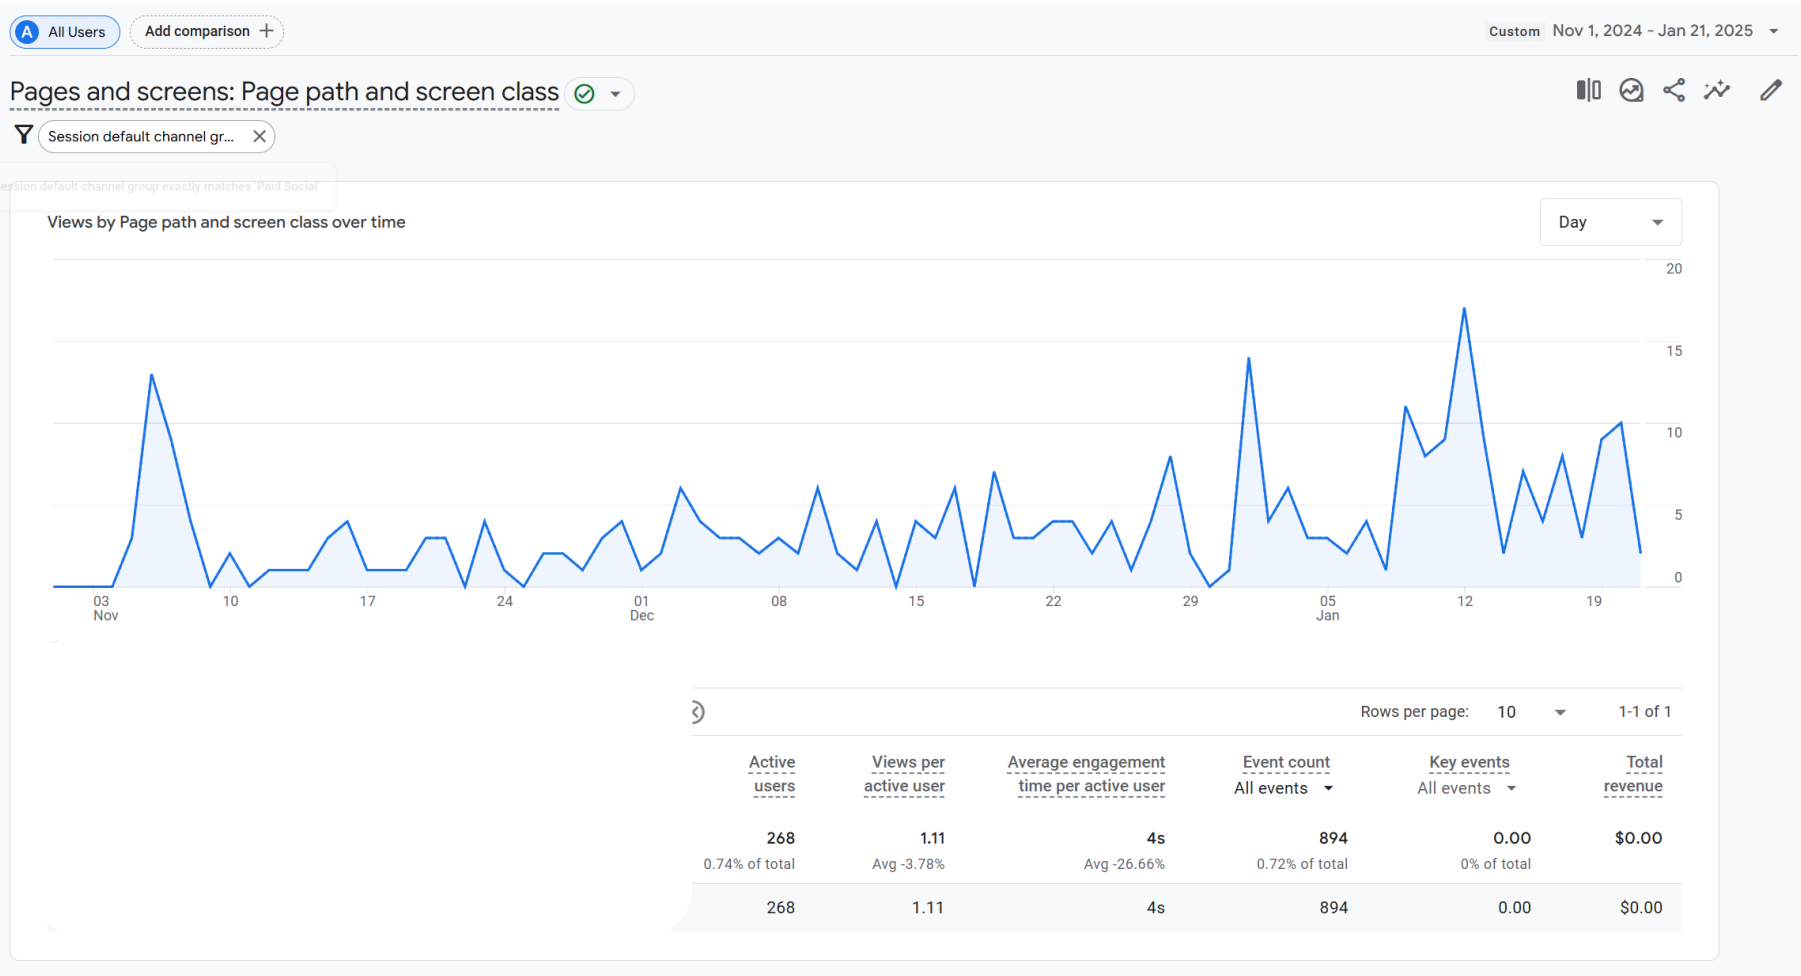 A All Users Add comparison + Custom Nov 1, 2024 - Jan 21, 2025
Pages and screens: Page path and screen class
Session default channel gr...
ession default channel group exactly matches 'Paid Social'
Views by Page path and screen class over time
Day
20
15
10
5
0
03 10 17 24 01 08 15 22 29 05 12 19
Nov Dec Jan
Rows per page: 10 1-1 of 1
Active users
Views per active user
Average engagement time per active user
Event count
All events
Key events
All events
Total revenue
268 1.11 4s 894 0.00 $0.00
0.74% of total Avg -3.78% Avg -26.66% 0.72% of total 0% of total
268 1.11 4s 894 0.00 $0.00